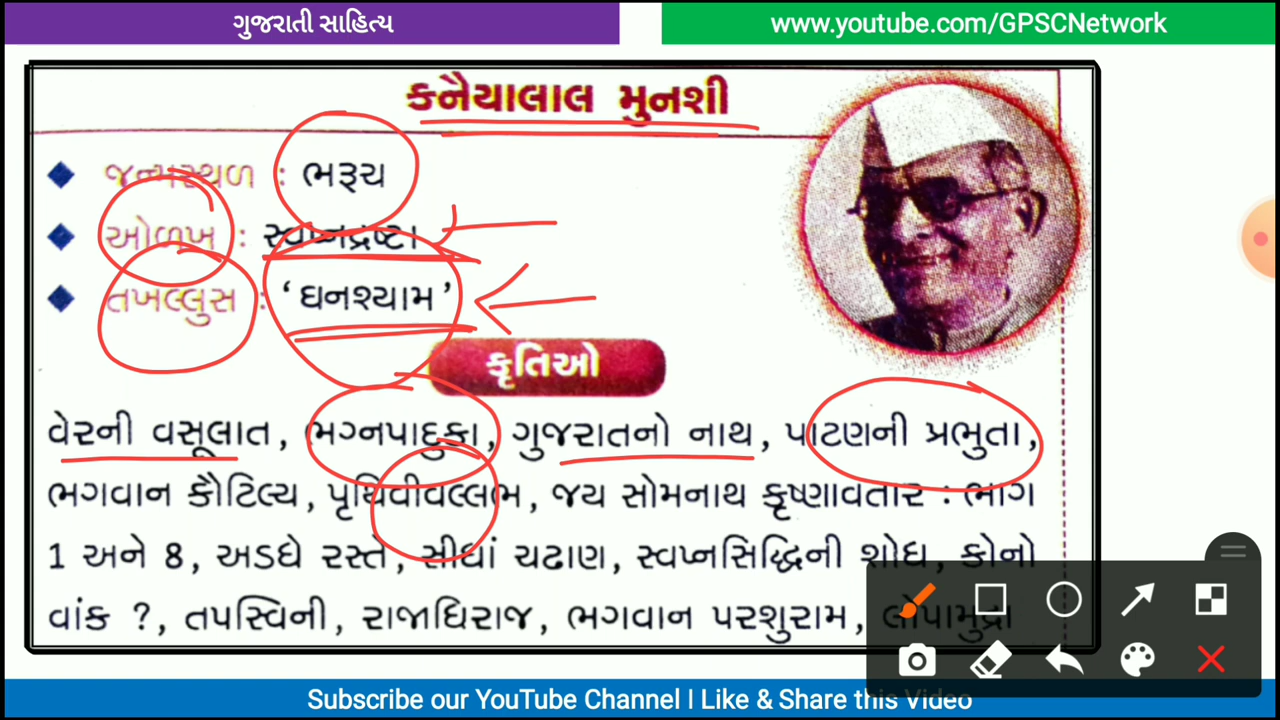 ગુજરાતી સાહિત્ય
www.youtube.com/GPSCNetwork
કનૈયાલાલ મુનશી
જન્મસ્થળ : ભરૂચ
ઓળખ : સ્વપ્નદ્રષ્ટા
તખલ્લુસ : ‘ ઘનશ્યામ ’
કૃતિઓ
વેરની વસૂલાત, ભગ્નપાદુકા, ગુજરાતનો નાથ, પાટણની પ્રભુતા,
ભગવાન કૌટિલ્ય, પૃથિવીવલ્લભ, જય સોમનાથ કૃષ્ણાવતાર : ભાગ
1 અને 8, અડધે રસ્તે, સીધાં ચઢાણ, સ્વપ્નસિદ્ધિની શોધ, કોનો
વાંક ?, તપસ્વિની, રાજાધિરાજ, ભગવાન પરશુરામ, લોપામુદ્રા
Subscribe our YouTube Channel I Like & Share this Video